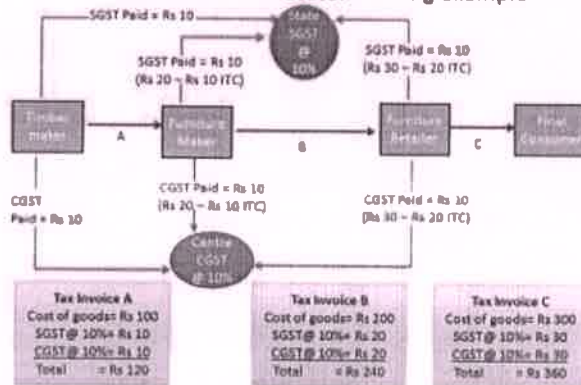 example
SGST Paid = Rs 10
State
SGST
@
10%
SGST Paid = Rs 10
(Rs 20 – Rs 10 ITC)
SGST Paid = Rs 10
(Rs 30 – Rs 20 ITC)
Timber
maker
A
Furniture
Maker
B
Furniture
Retailer
C
Final
Consumer
CGST
Paid = Rs 10
CGST Paid = Rs 10
(Rs 20 – Rs 10 ITC)
CGST Paid = Rs 10
(Rs 30 – Rs 20 ITC)
Centre
CGST
@ 10%
Tax Invoice A
Cost of goods= Rs 100
SGST@ 10%= Rs 10
CGST@ 10%= Rs 10
Total = Rs 120
Tax Invoice B
Cost of goods= Rs 200
SGST@ 10%= Rs 20
CGST@ 10%= Rs 20
Total = Rs 240
Tax Invoice C
Cost of goods= Rs 300
SGST@ 10%= Rs 30
CGST@ 10%= Rs 30
Total = Rs 360